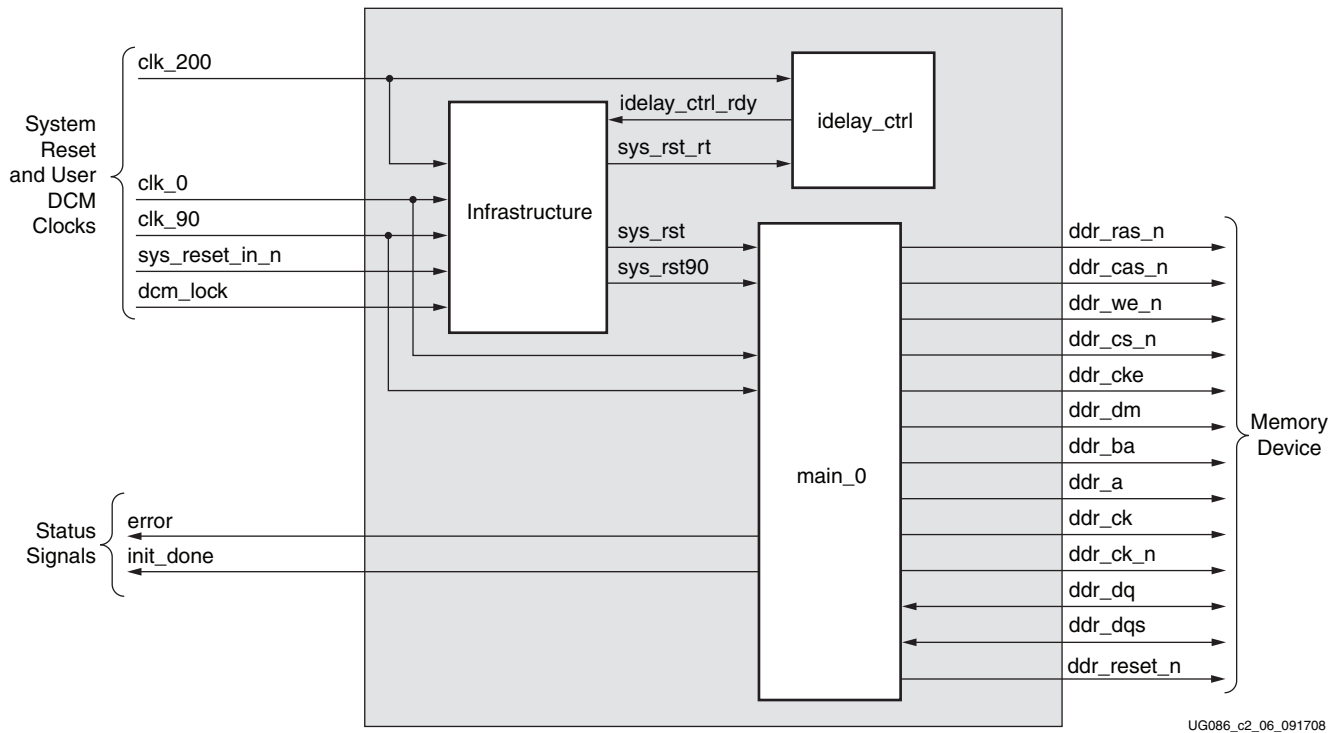 clk_200
System
Reset
and User
DCM
Clocks
clk_0
clk_90
sys_reset_in_n
dcm_lock
Infrastructure
idelay_ctrl_rdy
sys_rst_rt
idelay_ctrl
sys_rst
sys_rst90
main_0
ddr_ras_n
ddr_cas_n
ddr_we_n
ddr_cs_n
ddr_cke
ddr_dm
ddr_ba
ddr_a
ddr_ck
ddr_ck_n
ddr_dq
ddr_dqs
ddr_reset_n
Memory
Device
Status
Signals
error
init_done
UG086_c2_06_091708